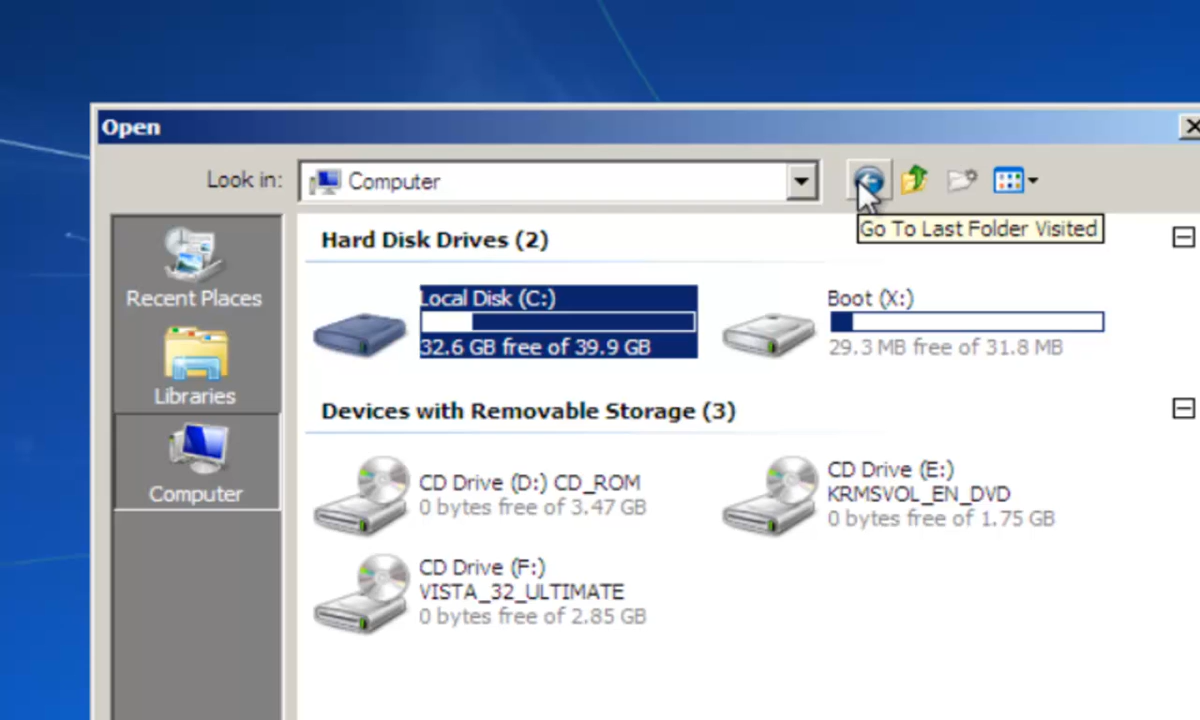 Open
Look in:
Computer
Go To Last Folder Visited
Recent Places
Libraries
Computer
Hard Disk Drives (2)
Local Disk (C:)
32.6 GB free of 39.9 GB
Boot (X:)
29.3 MB free of 31.8 MB
Devices with Removable Storage (3)
CD Drive (D:) CD_ROM
0 bytes free of 3.47 GB
CD Drive (E:)
KRMSVOL_EN_DVD
0 bytes free of 1.75 GB
CD Drive (F:)
VISTA_32_ULTIMATE
0 bytes free of 2.85 GB